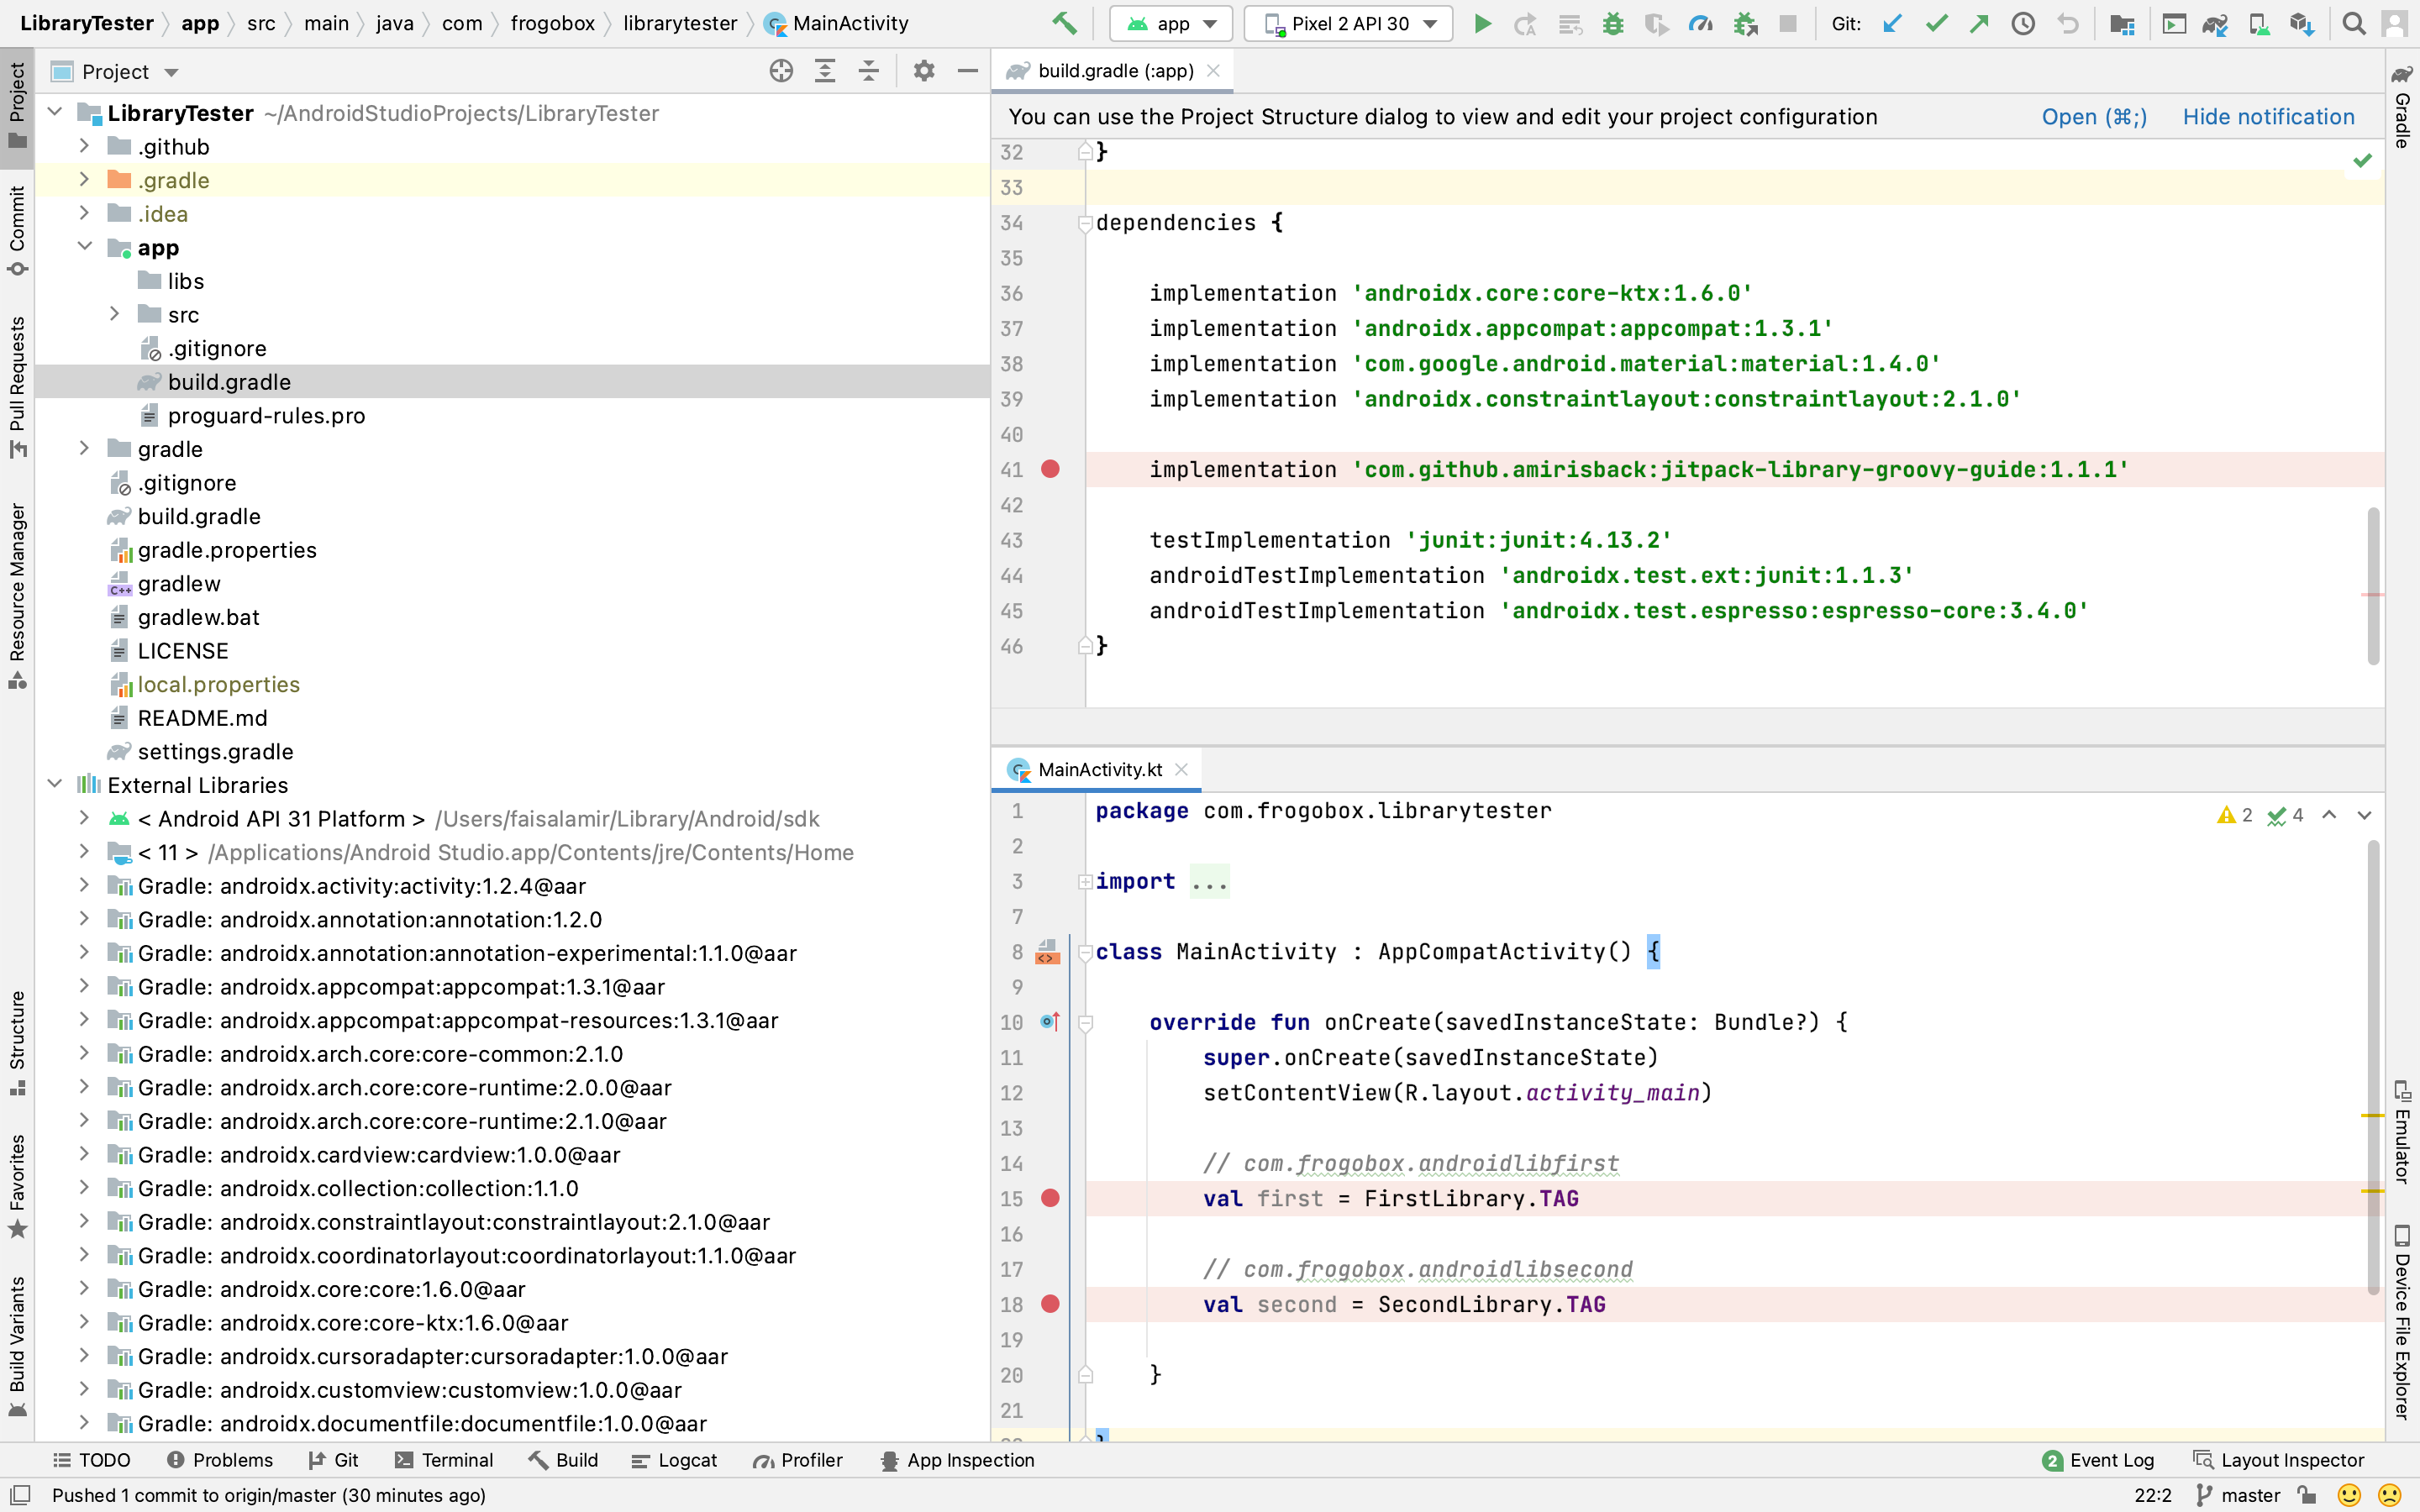 LibraryTester app src main java com frogobox librarytester MainActivity
app
Pixel 2 API 30
Git:
Project
Commit
Pull Requests
Resource Manager
Structure
Favorites
Build Variants
Project
LibraryTester ~/AndroidStudioProjects/LibraryTester
.github
.gradle
.idea
app
libs
src
.gitignore
build.gradle
proguard-rules.pro
gradle
.gitignore
build.gradle
gradle.properties
gradlew
gradlew.bat
LICENSE
local.properties
README.md
settings.gradle
External Libraries
< Android API 31 Platform > /Users/faisalamir/Library/Android/sdk
< 11 > /Applications/Android Studio.app/Contents/jre/Contents/Home
Gradle: androidx.activity:activity:1.2.4@aar
Gradle: androidx.annotation:annotation:1.2.0
Gradle: androidx.annotation:annotation-experimental:1.1.0@aar
Gradle: androidx.appcompat:appcompat:1.3.1@aar
Gradle: androidx.appcompat:appcompat-resources:1.3.1@aar
Gradle: androidx.arch.core:core-common:2.1.0
Gradle: androidx.arch.core:core-runtime:2.0.0@aar
Gradle: androidx.arch.core:core-runtime:2.1.0@aar
Gradle: androidx.cardview:cardview:1.0.0@aar
Gradle: androidx.collection:collection:1.1.0
Gradle: androidx.constraintlayout:constraintlayout:2.1.0@aar
Gradle: androidx.coordinatorlayout:coordinatorlayout:1.1.0@aar
Gradle: androidx.core:core:1.6.0@aar
Gradle: androidx.core:core-ktx:1.6.0@aar
Gradle: androidx.cursoradapter:cursoradapter:1.0.0@aar
Gradle: androidx.customview:customview:1.0.0@aar
Gradle: androidx.documentfile:documentfile:1.0.0@aar
build.gradle (:app)
You can use the Project Structure dialog to view and edit your project configuration Open (⌘;) Hide notification
32 }
33
34 dependencies {
35
36 implementation 'androidx.core:core-ktx:1.6.0'
37 implementation 'androidx.appcompat:appcompat:1.3.1'
38 implementation 'com.google.android.material:material:1.4.0'
39 implementation 'androidx.constraintlayout:constraintlayout:2.1.0'
40
41 implementation 'com.github.amirisback:jitpack-library-groovy-guide:1.1.1'
42
43 testImplementation 'junit:junit:4.13.2'
44 androidTestImplementation 'androidx.test.ext:junit:1.1.3'
45 androidTestImplementation 'androidx.test.espresso:espresso-core:3.4.0'
46 }
MainActivity.kt
1 package com.frogobox.librarytester
2 4
2
3 import ...
7
8 class MainActivity : AppCompatActivity() {
9
10 override fun onCreate(savedInstanceState: Bundle?) {
11 super.onCreate(savedInstanceState)
12 setContentView(R.layout.activity_main)
13
14 // com.frogobox.androidlibfirst
15 val first = FirstLibrary.TAG
16
17 // com.frogobox.androidlibsecond
18 val second = SecondLibrary.TAG
19
20 }
21
Gradle
Emulator
Device File Explorer
TODO Problems Git Terminal Build Logcat Profiler App Inspection
2 Event Log Layout Inspector
Pushed 1 commit to origin/master (30 minutes ago)
22:2 master